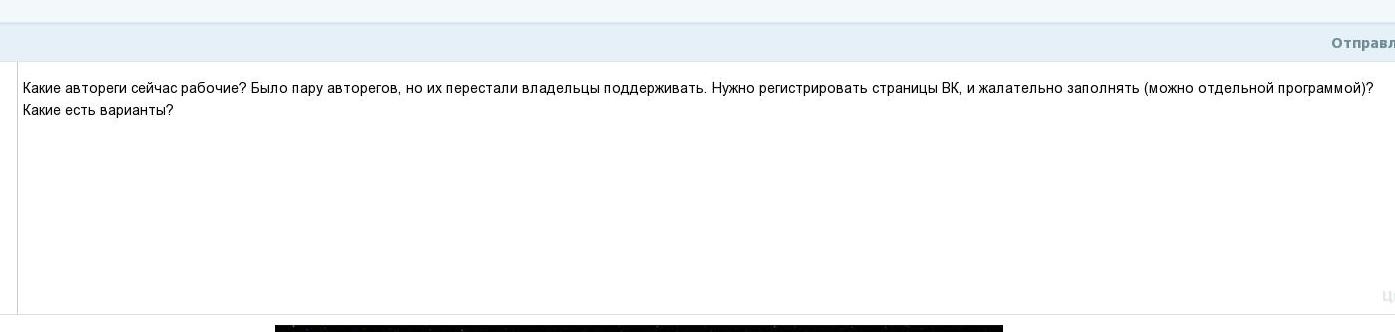 Отправл
Какие автореги сейчас рабочие? Было пару авторегов, но их перестали владельцы поддерживать. Нужно регистрировать страницы ВК, и жалательно заполнять (можно отдельной программой)?
Какие есть варианты?